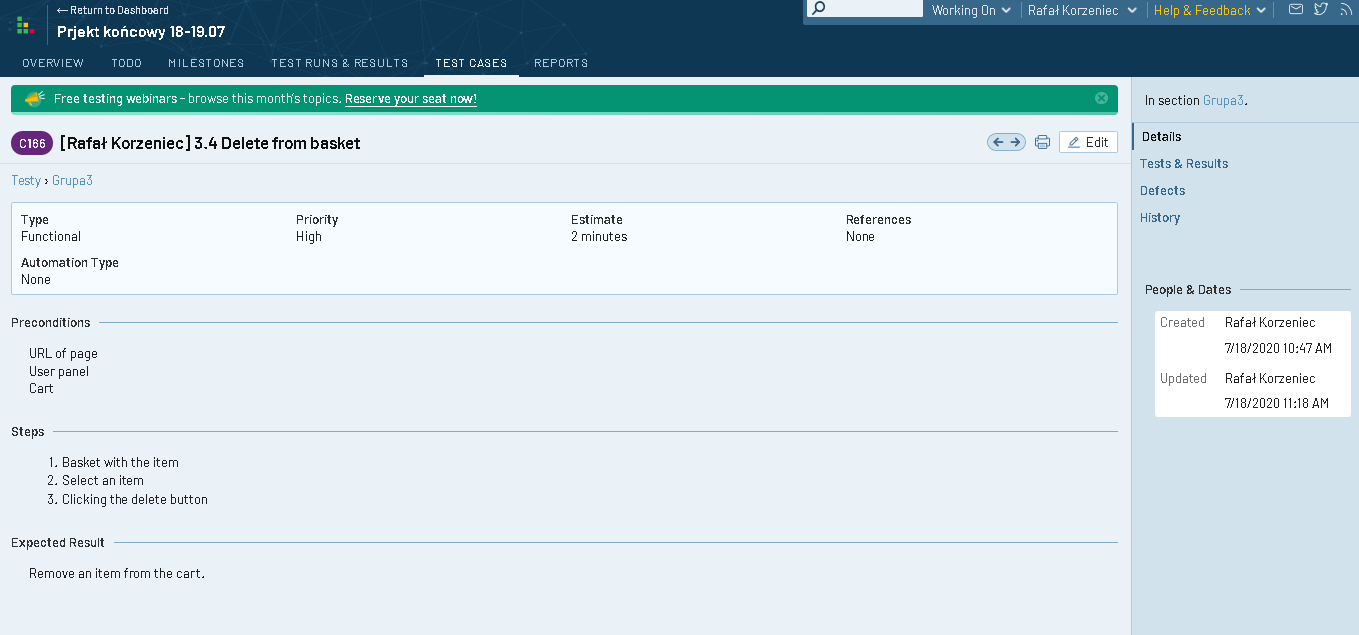 ← Return to Dashboard
Prjekt końcowy 18-19.07
Working On
Rafał Korzeniec
Help & Feedback
OVERVIEW TODO MILESTONES TEST RUNS & RESULTS TEST CASES REPORTS
Free testing webinars - browse this month's topics. Reserve your seat now!
C166 [Rafał Korzeniec] 3.4 Delete from basket
Edit
Testy › Grupa3
Type Priority Estimate References
Functional High 2 minutes None
Automation Type
None
Preconditions
URL of page
User panel
Cart
Steps
1. Basket with the item
2. Select an item
3. Clicking the delete button
Expected Result
Remove an item from the cart.
In section Grupa3.
Details
Tests & Results
Defects
History
People & Dates
Created Rafał Korzeniec
7/18/2020 10:47 AM
Updated Rafał Korzeniec
7/18/2020 11:18 AM